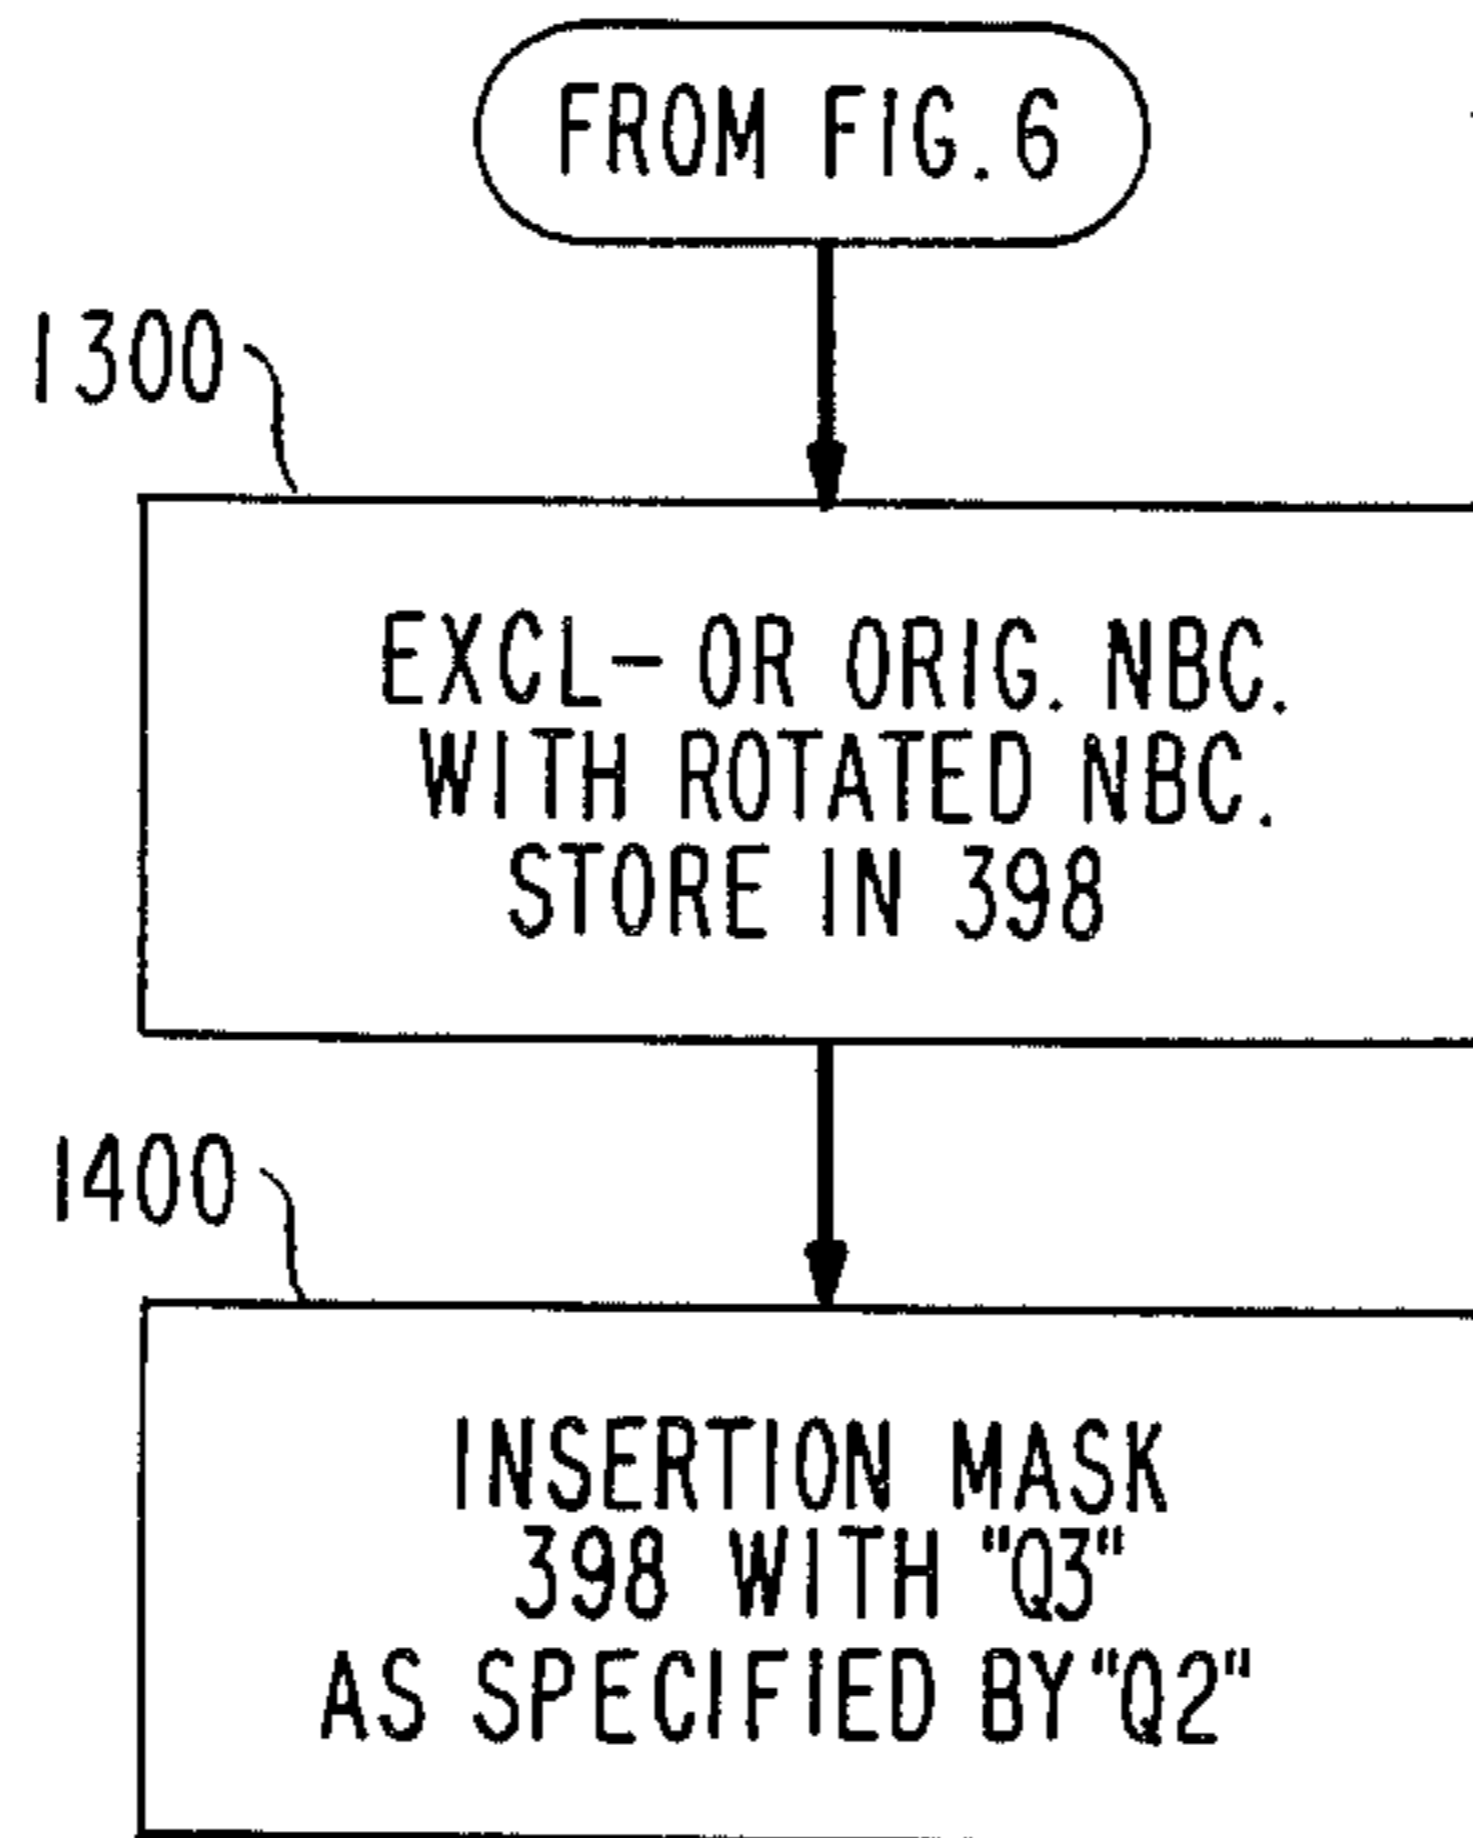 FROM FIG. 6
1300
EXCL-OR ORIG. NBC.
WITH ROTATED NBC.
STORE IN 398
1400
INSERTION MASK
398 WITH "Q3"
AS SPECIFIED BY "Q2"